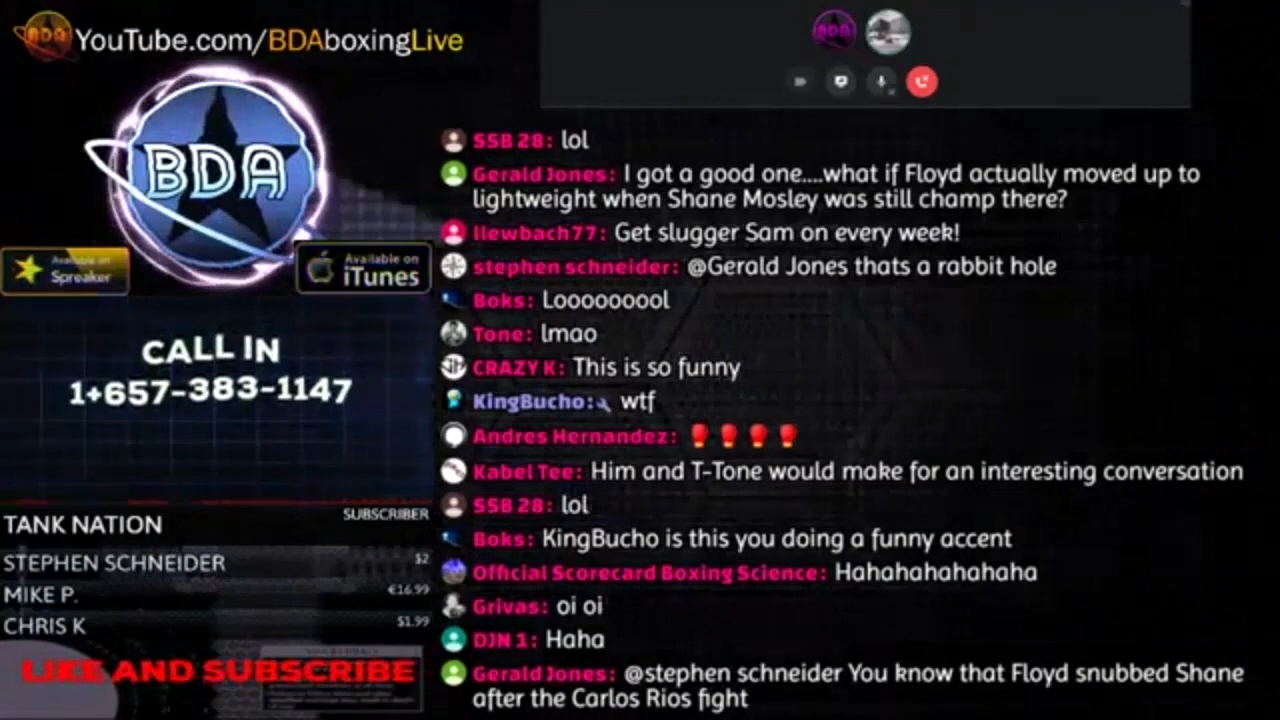 YouTube.com/BDAboxingLive
BDA
BDA
Available on
Spreaker
Available on
iTunes
CALL IN
1+657-383-1147
TANK NATION
SUBSCRIBER
STEPHEN SCHNEIDER
$2
MIKE P.
€16.99
CHRIS K
$1.99
LIKE AND SUBSCRIBE
SSB 28: lol
Gerald Jones: I got a good one....what if Floyd actually moved up to
lightweight when Shane Mosley was still champ there?
llewbach77: Get slugger Sam on every week!
stephen schneider: @Gerald Jones thats a rabbit hole
Boks: Looooooool
Tone: lmao
CRAZY K: This is so funny
KingBucho: wtf
Andres Hernandez: 🥊🥊🥊🥊
Kabel Tee: Him and T-Tone would make for an interesting conversation
SSB 28: lol
Boks: KingBucho is this you doing a funny accent
Official Scorecard Boxing Science: Hahahahahahaha
Grivas: oi oi
DJN 1: Haha
Gerald Jones: @stephen schneider You know that Floyd snubbed Shane
after the Carlos Rios fight